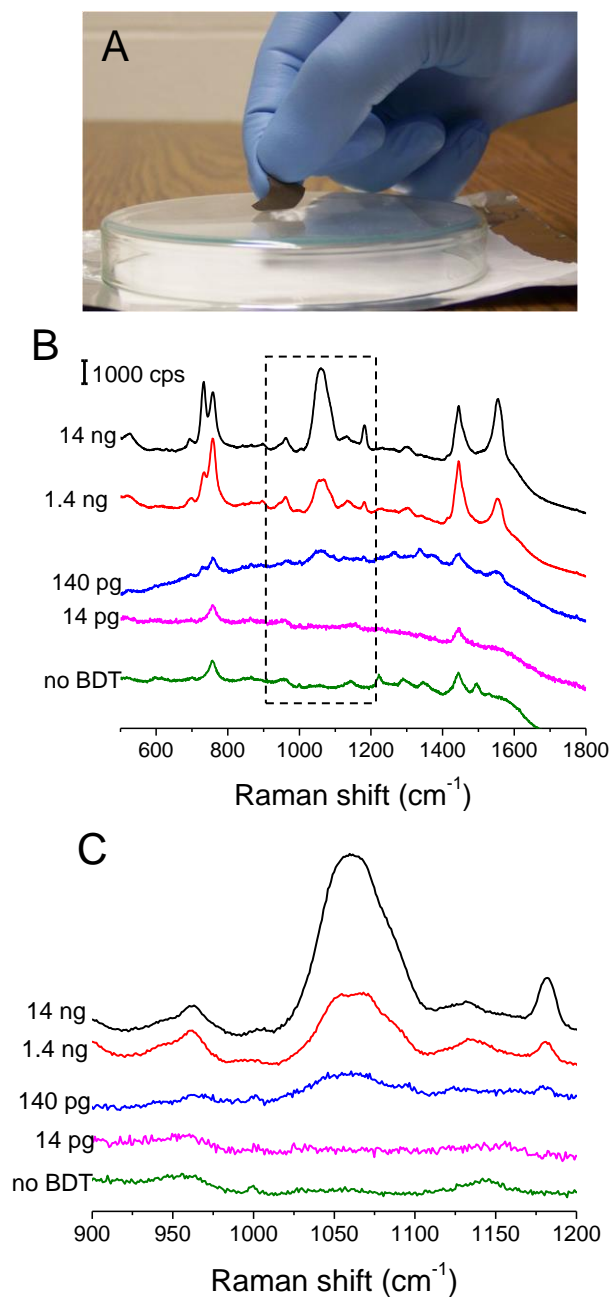 A
B
1000 cps
14 ng
1.4 ng
140 pg
14 pg
no BDT
600 800 1000 1200 1400 1600 1800
Raman shift (cm⁻¹)
C
14 ng
1.4 ng
140 pg
14 pg
no BDT
900 950 1000 1050 1100 1150 1200
Raman shift (cm⁻¹)